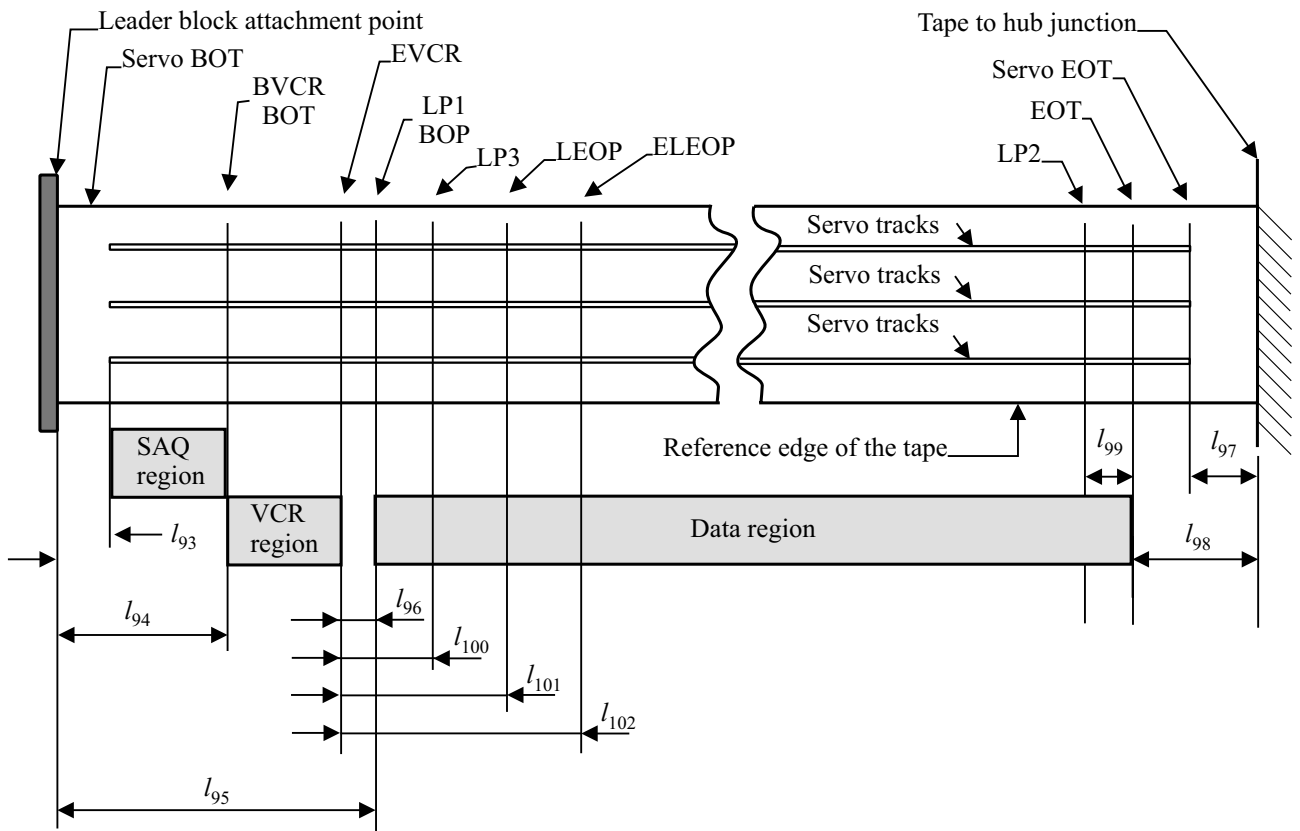 Leader block attachment point
Tape to hub junction
Servo BOT
EVCR
Servo EOT
BVCR
BOT
LP1
BOP
EOT
LP3
LEOP
ELEOP
LP2
Servo tracks
Servo tracks
Servo tracks
Reference edge of the tape
l99
l97
SAQ
region
l93
VCR
region
Data region
l98
l94
l96
l100
l101
l102
l95